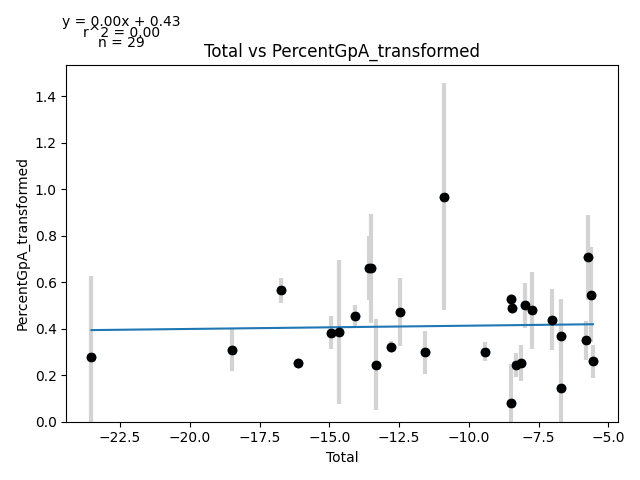 y = 0.00x + 0.43
r^2 = 0.00
n = 29
Total vs PercentGpA_transformed
PercentGpA_transformed
1.4
1.2
1.0
0.8
0.6
0.4
0.2
0.0
−22.5 −20.0 −17.5 −15.0 −12.5 −10.0 −7.5 −5.0
Total